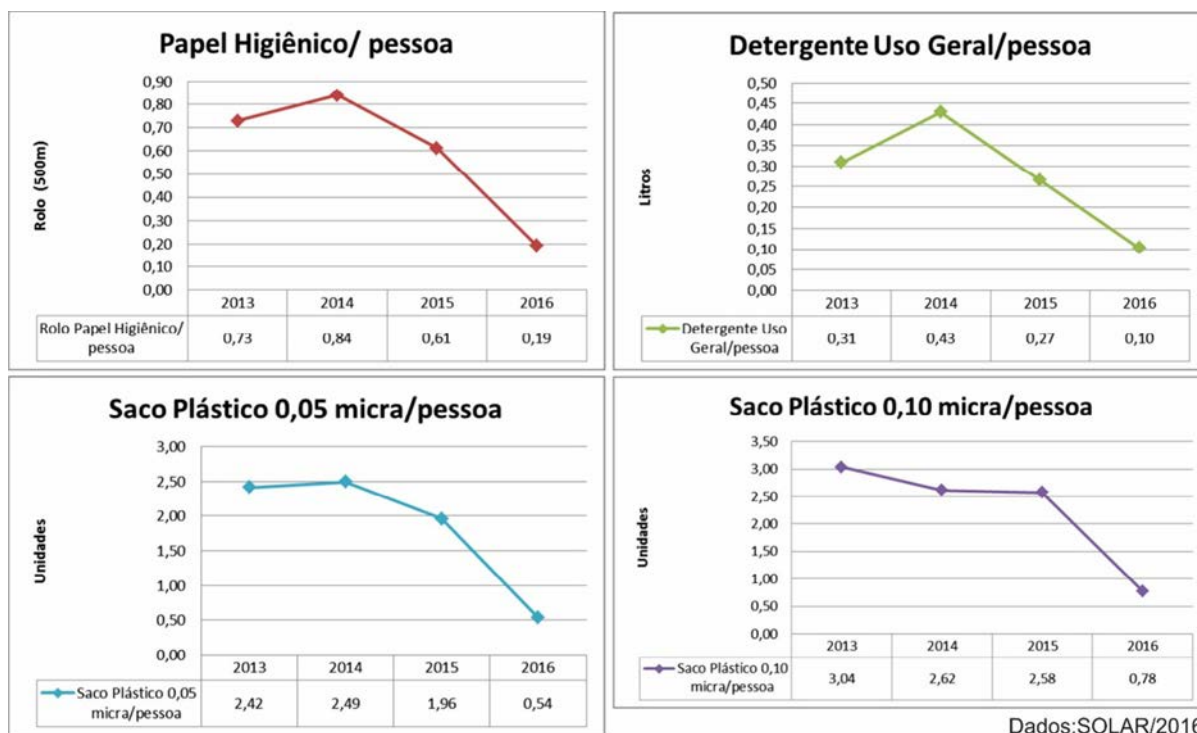 Papel Higiênico/ pessoa
0,90
0,80
0,70
0,60
0,50
0,40
0,30
0,20
0,10
0,00
Rolo (500m)
2013 2014 2015 2016
Rolo Papel Higiênico/
pessoa
0,73 0,84 0,61 0,19
Detergente Uso Geral/pessoa
0,50
0,45
0,40
0,35
0,30
0,25
0,20
0,15
0,10
0,05
0,00
Litros
2013 2014 2015 2016
Detergente Uso
Geral/pessoa
0,31 0,43 0,27 0,10
Saco Plástico 0,05 micra/pessoa
3,00
2,50
2,00
1,50
1,00
0,50
0,00
Unidades
2013 2014 2015 2016
Saco Plástico 0,05
micra/pessoa
2,42 2,49 1,96 0,54
Saco Plástico 0,10 micra/pessoa
3,50
3,00
2,50
2,00
1,50
1,00
0,50
0,00
Unidades
2013 2014 2015 2016
Saco Plástico 0,10
micra/pessoa
3,04 2,62 2,58 0,78
Dados:SOLAR/2016